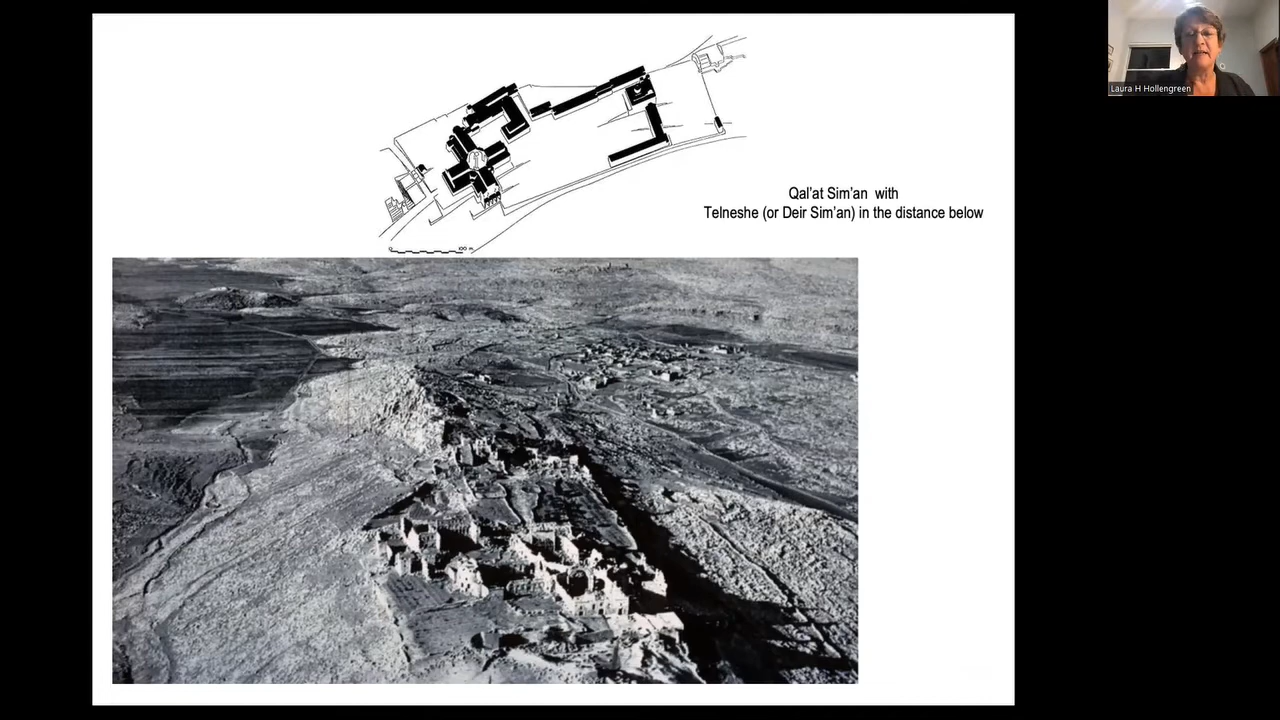 Qal'at Sim'an with
Telneshe (or Deir Sim'an) in the distance below
Laura H Hollengreen